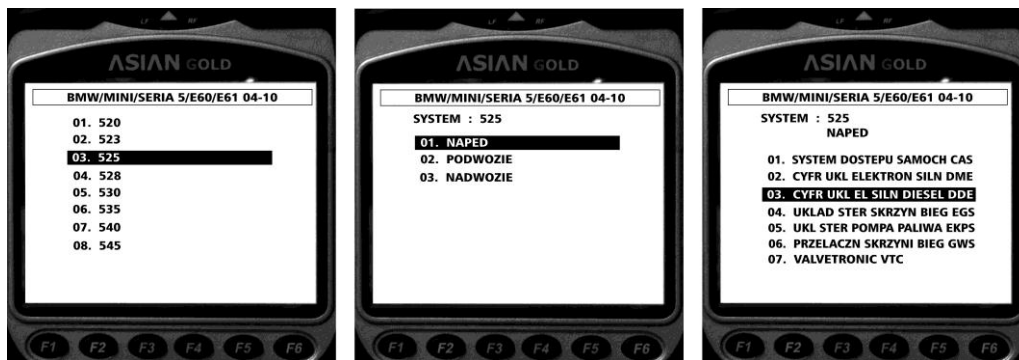 LF RF
ASIAN GOLD
BMW/MINI/SERIA 5/E60/E61 04-10
01. 520
02. 523
03. 525
04. 528
05. 530
06. 535
07. 540
08. 545
F1 F2 F3 F4 F5 F6
LF RF
ASIAN GOLD
BMW/MINI/SERIA 5/E60/E61 04-10
SYSTEM : 525
01. NAPED
02. PODWOZIE
03. NADWOZIE
F1 F2 F3 F4 F5 F6
LF RF
ASIAN GOLD
BMW/MINI/SERIA 5/E60/E61 04-10
SYSTEM : 525
NAPED
01. SYSTEM DOSTEPU SAMOCH CAS
02. CYFR UKL ELEKTRON SILN DME
03. CYFR UKL EL SILN DIESEL DDE
04. UKLAD STER SKRZYN BIEG EGS
05. UKL STER POMPA PALIWA EKPS
06. PRZELACZN SKRZYNI BIEG GWS
07. VALVETRONIC VTC
F1 F2 F3 F4 F5 F6